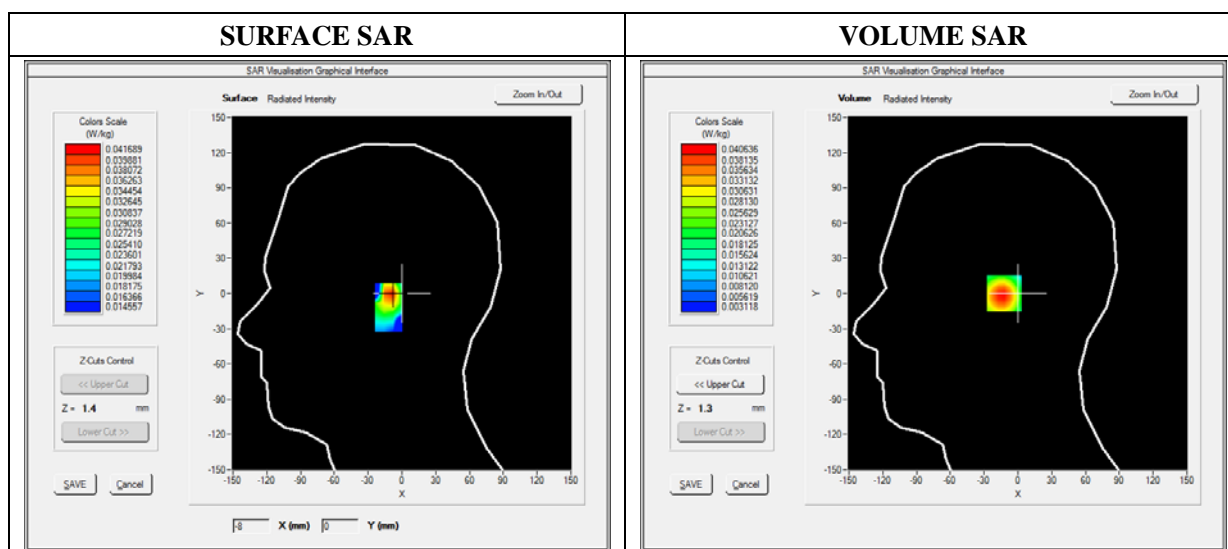 SURFACE SAR
VOLUME SAR
SAR Visualisation Graphical Interface
Surface Radiated Intensity
Zoom In/Out
Colors Scale
(W/kg)
0.041689
0.039881
0.038072
0.036263
0.034454
0.032645
0.030837
0.029028
0.027219
0.025410
0.023601
0.021793
0.019984
0.018175
0.016366
0.014557
150
120
90
60
30
0
-30
-60
-90
-120
-150
Y
-150 -120 -90 -60 -30 0 30 60 90 120 150
X
Z-Cuts Control
<< Upper Cut
Z = 1.4 mm
Lower Cut >>
SAVE Cancel
-8 X (mm) 0 Y (mm)
SAR Visualisation Graphical Interface
Volume Radiated Intensity
Zoom In/Out
Colors Scale
(W/kg)
0.040636
0.038135
0.035634
0.033132
0.030631
0.028130
0.025629
0.023127
0.020626
0.018125
0.015624
0.013122
0.010621
0.008120
0.005619
0.003118
150
120
90
60
30
0
-30
-60
-90
-120
-150
Y
-150 -120 -90 -60 -30 0 30 60 90 120 150
X
Z-Cuts Control
<< Upper Cut
Z = 1.3 mm
Lower Cut >>
SAVE Cancel